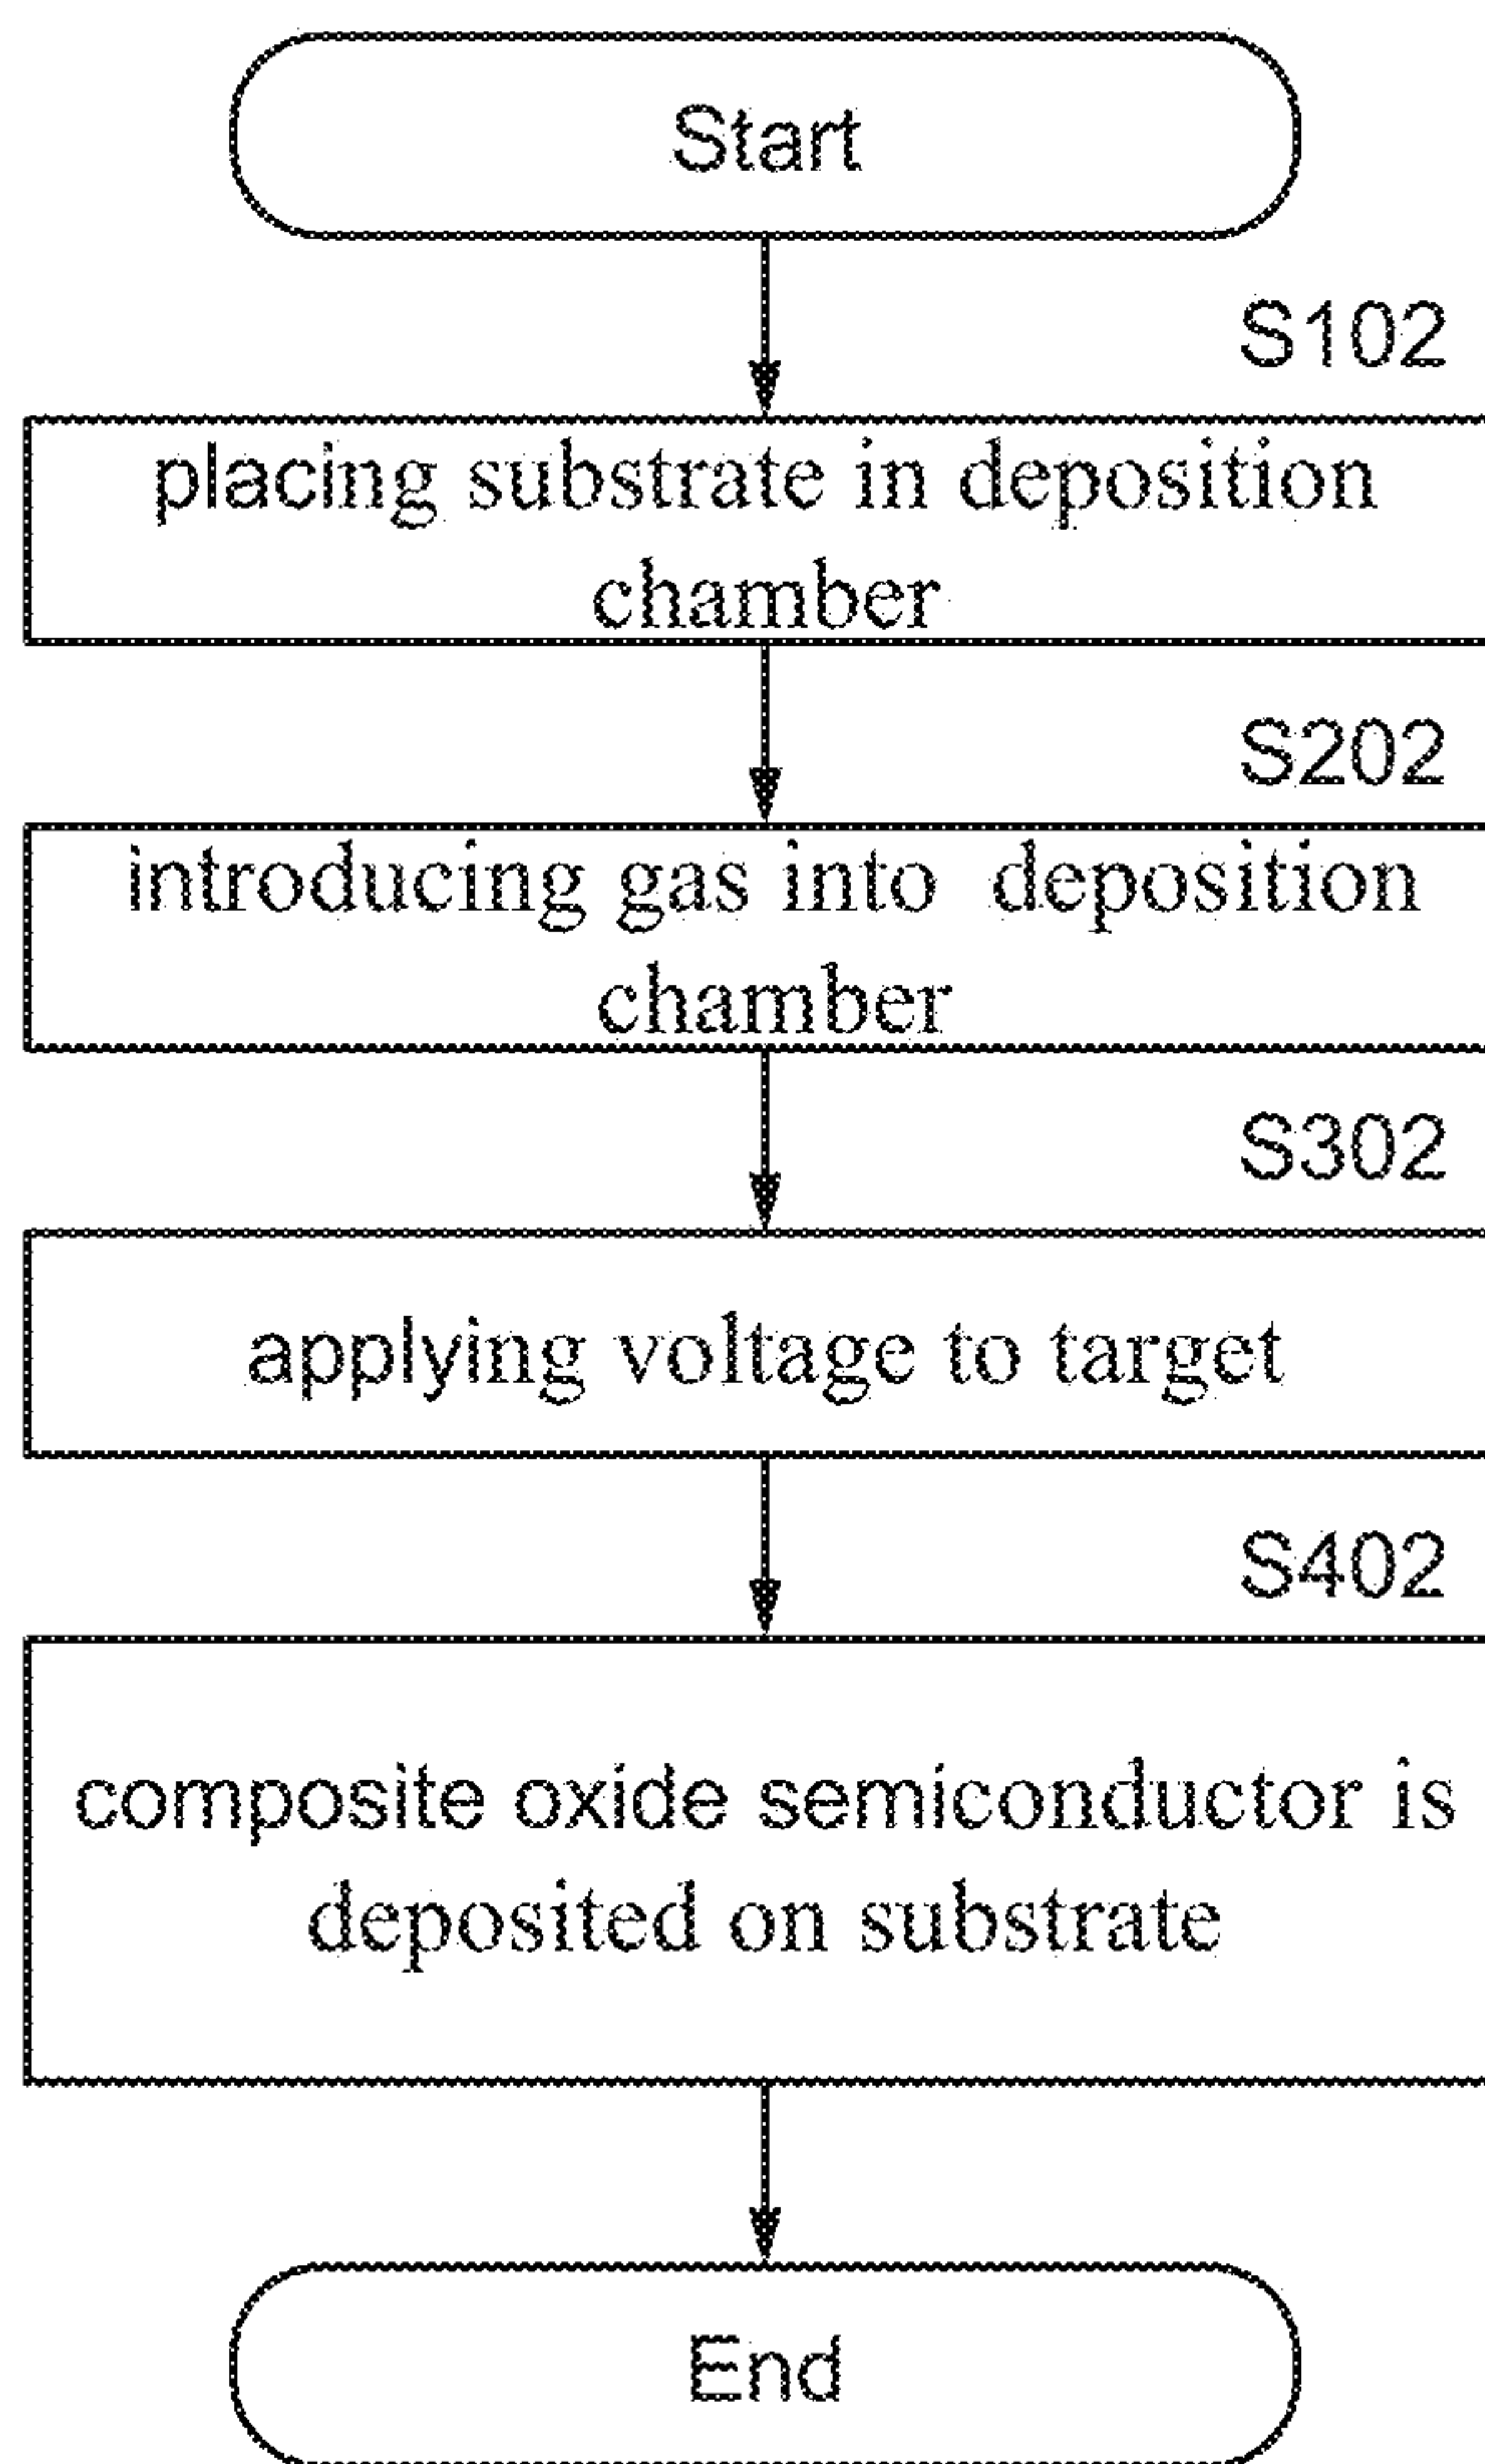 Start
S102
placing substrate in deposition
chamber
S202
introducing gas into deposition
chamber
S302
applying voltage to target
S402
composite oxide semiconductor is
deposited on substrate
End